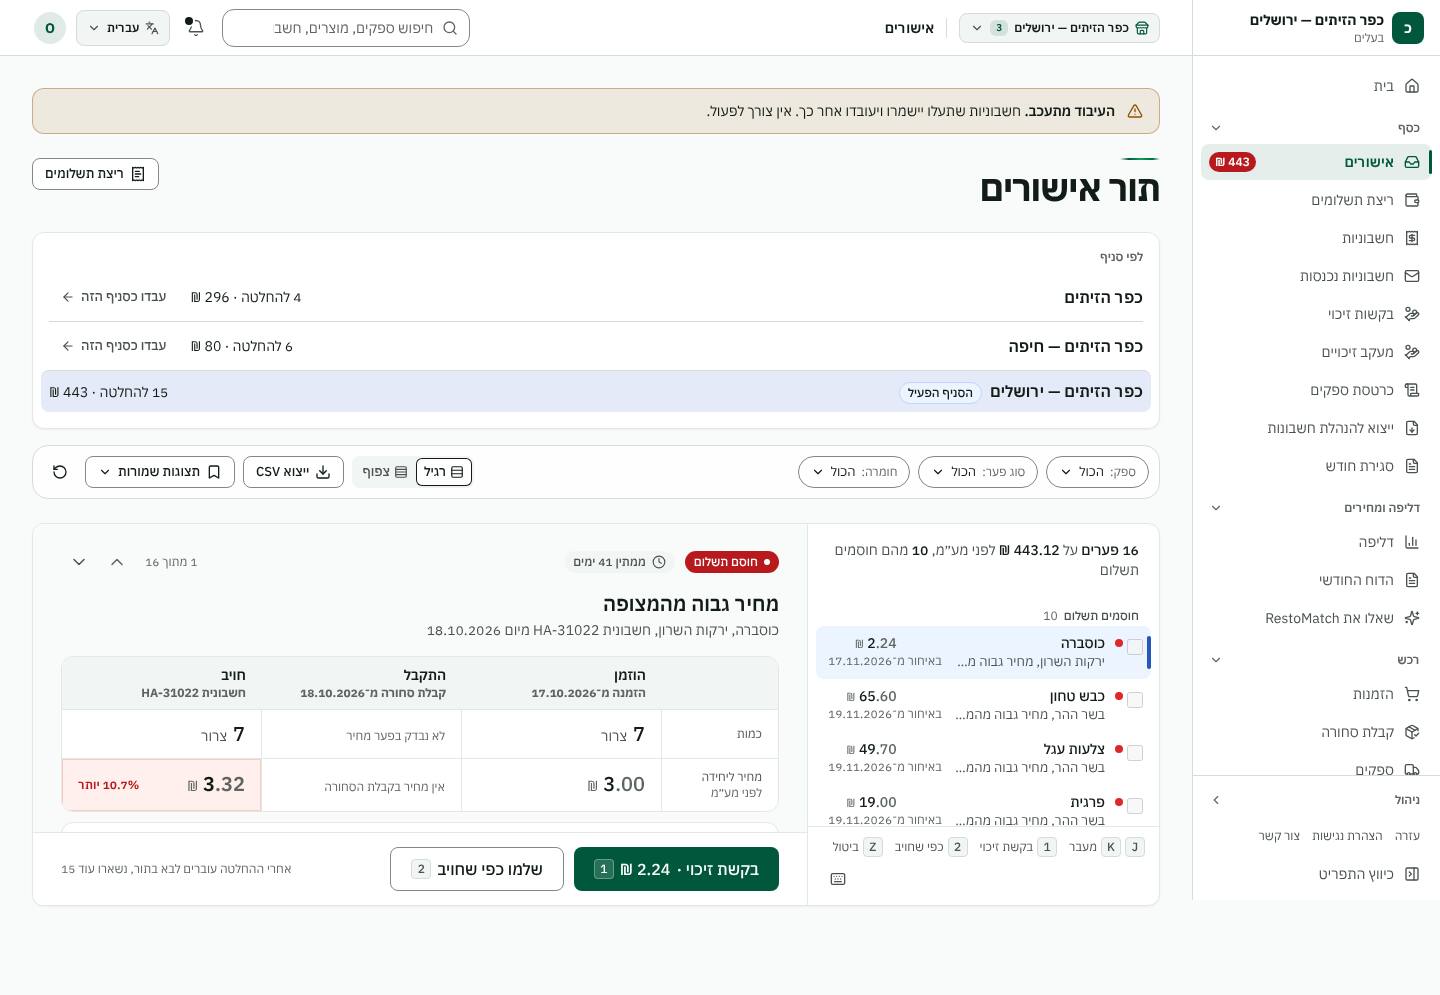 כ
כפר הזיתים — ירושלים
בעלים
כפר הזיתים — ירושלים 3
אישורים
חיפוש ספקים, מוצרים, חשב
עברית
O
בית
כסף
אישורים
443 ₪
ריצת תשלומים
חשבוניות
חשבוניות נכנסות
בקשות זיכוי
מעקב זיכויים
כרטסת ספקים
ייצוא להנהלת חשבונות
סגירת חודש
דליפה ומחירים
דליפה
הדוח החודשי
שאלו את RestoMatch
רכש
הזמנות
קבלת סחורה
ספקים
ניהול
עזרה הצהרת נגישות צור קשר
כיווץ התפריט
העיבוד מתעכב. חשבוניות שתעלו יישמרו ויעובדו אחר כך. אין צורך לפעול.
תור אישורים
ריצת תשלומים
לפי סניף
כפר הזיתים
4 להחלטה · 296 ₪
עבדו כסניף הזה
כפר הזיתים — חיפה
6 להחלטה · 80 ₪
עבדו כסניף הזה
כפר הזיתים — ירושלים הסניף הפעיל
15 להחלטה · 443 ₪
ספק: הכול
סוג פער: הכול
חומרה: הכול
רגיל
צפוף
ייצוא CSV
תצוגות שמורות
16 פערים על 443.12 ₪ לפני מע״מ, 10 מהם חוסמים
תשלום
חוסמים תשלום 10
כוסברה 2.24 ₪
ירקות השרון, מחיר גבוה מ... באיחור מ־17.11.2026
כבש טחון 65.60 ₪
בשר ההר, מחיר גבוה מהמ... באיחור מ־19.11.2026
צלעות עגל 49.70 ₪
בשר ההר, מחיר גבוה מהמ... באיחור מ־19.11.2026
פרגית 19.00 ₪
בשר ההר, מחיר גבוה מהמ... באיחור מ־19.11.2026
J K מעבר 1 בקשת זיכוי 2 כפי שחויב Z ביטול
חוסם תשלום
ממתין 41 ימים
1 מתוך 16
מחיר גבוה מהמצופה
כוסברה, ירקות השרון, חשבונית HA-31022 מיום 18.10.2026
הוזמן התקבל חויב
הזמנה מ־17.10.2026 קבלת סחורה מ־18.10.2026 חשבונית HA-31022
כמות 7 צרור לא נבדק בפער מחיר 7 צרור
מחיר ליחידה
לפני מע״מ
3.00 ₪ אין מחיר בקבלת הסחורה 3.32 ₪ 10.7% יותר
בקשת זיכוי · 2.24 ₪ 1
שלמו כפי שחויב 2
אחרי ההחלטה עוברים לבא בתור, נשארו עוד 15